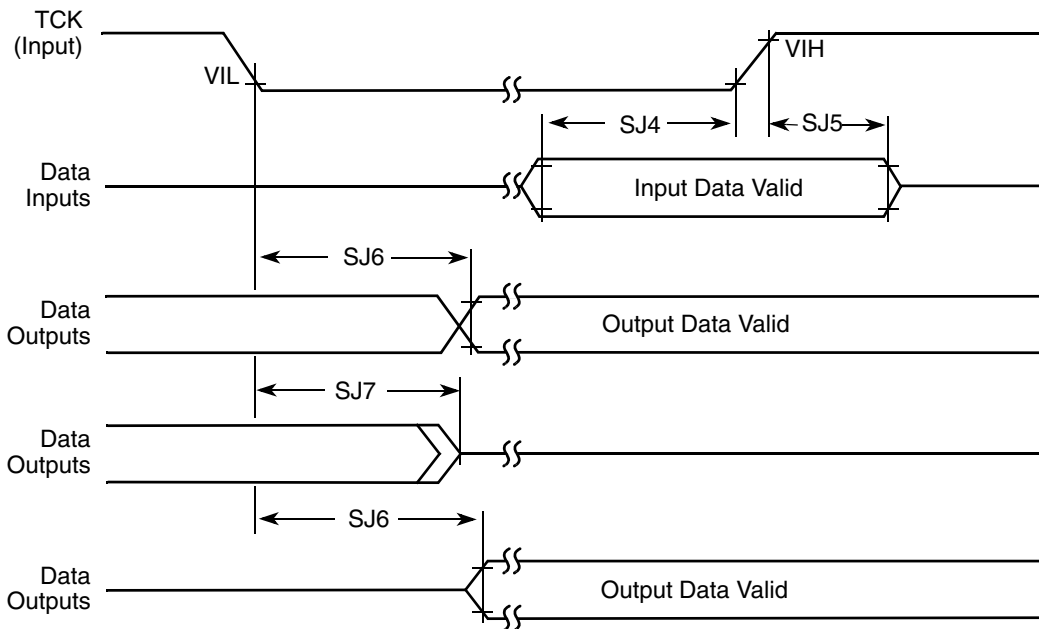 TCK
(Input)
VIL
VIH
SJ4
SJ5
Data
Inputs
Input Data Valid
SJ6
Data
Outputs
Output Data Valid
SJ7
Data
Outputs
SJ6
Data
Outputs
Output Data Valid